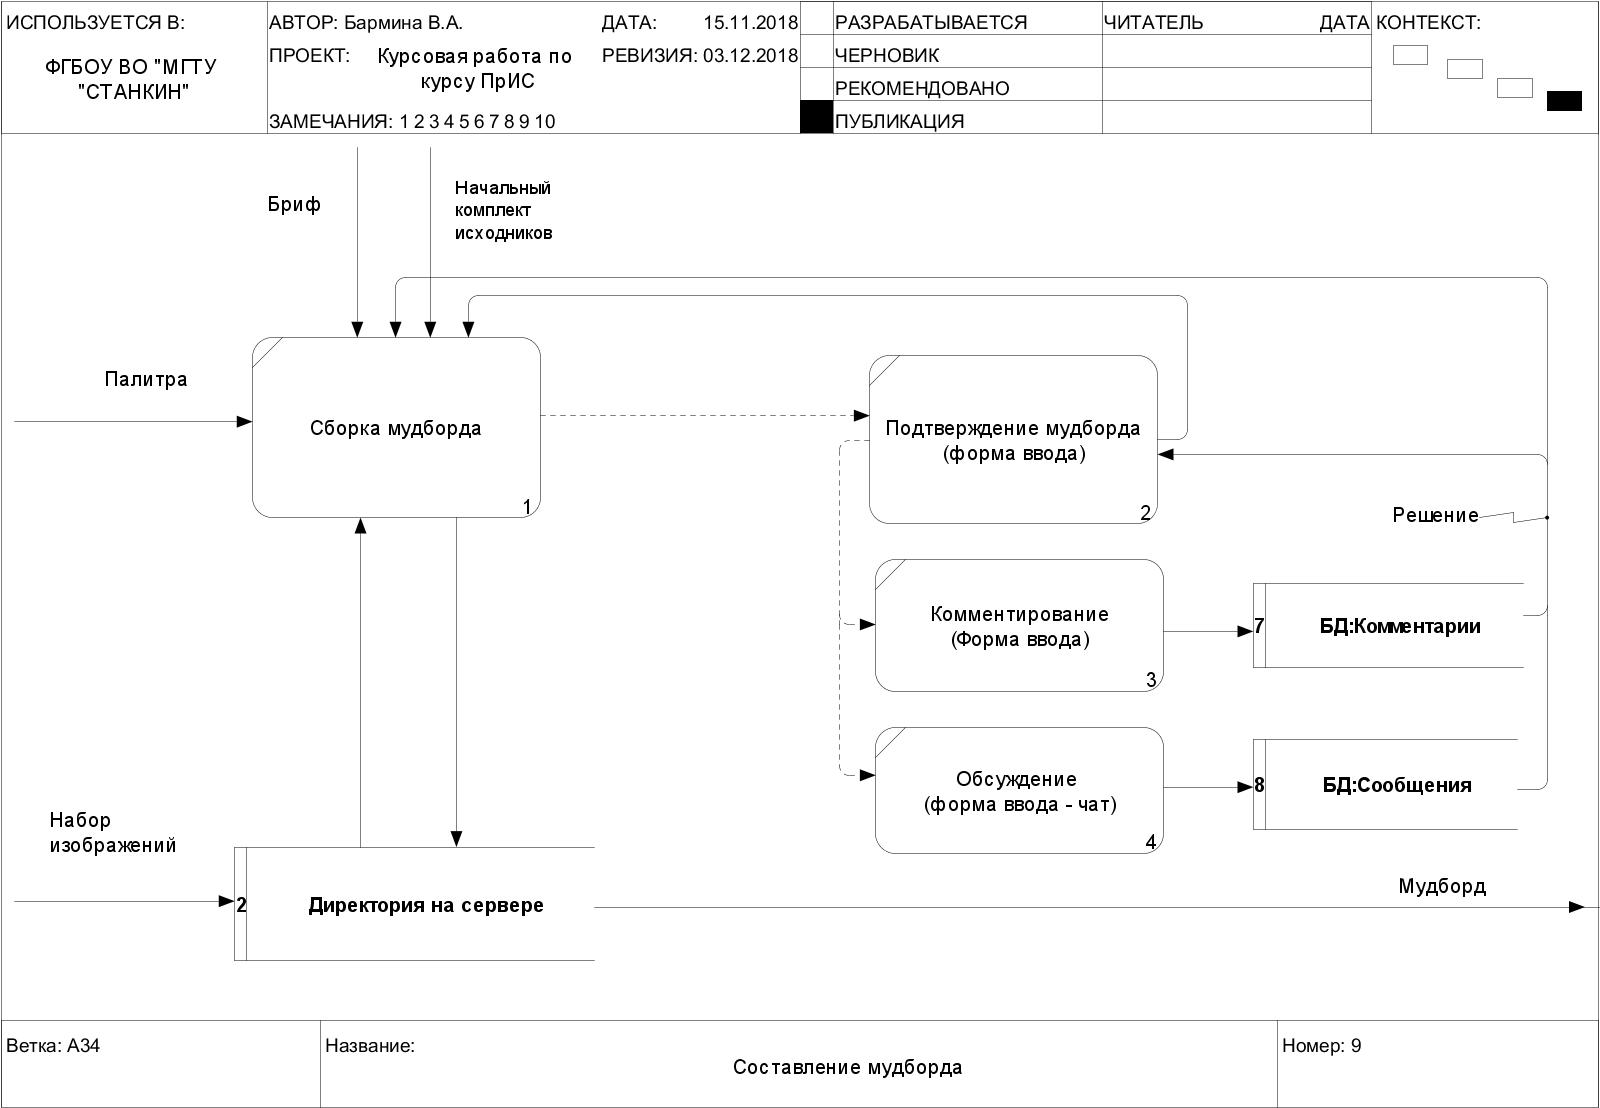 ИСПОЛЬЗУЕТСЯ В:
ФГБОУ ВО "МГТУ
"СТАНКИН"
АВТОР: Бармина В.А.
ДАТА: 15.11.2018
ПРОЕКТ: Курсовая работа по
курсу ПрИС
РЕВИЗИЯ: 03.12.2018
ЗАМЕЧАНИЯ: 1 2 3 4 5 6 7 8 9 10
РАЗРАБАТЫВАЕТСЯ
ЧЕРНОВИК
РЕКОМЕНДОВАНО
ПУБЛИКАЦИЯ
ЧИТАТЕЛЬ ДАТА
КОНТЕКСТ:
Бриф
Начальный
комплект
исходников
Палитра
Сборка мудборда
1
Подтверждение мудборда
(форма ввода)
2
Решение
Комментирование
(Форма ввода)
3
7 БД:Комментарии
Обсуждение
(форма ввода - чат)
4
8 БД:Сообщения
Набор
изображений
2 Директория на сервере
Мудборд
Ветка: A34
Название:
Составление мудборда
Номер: 9